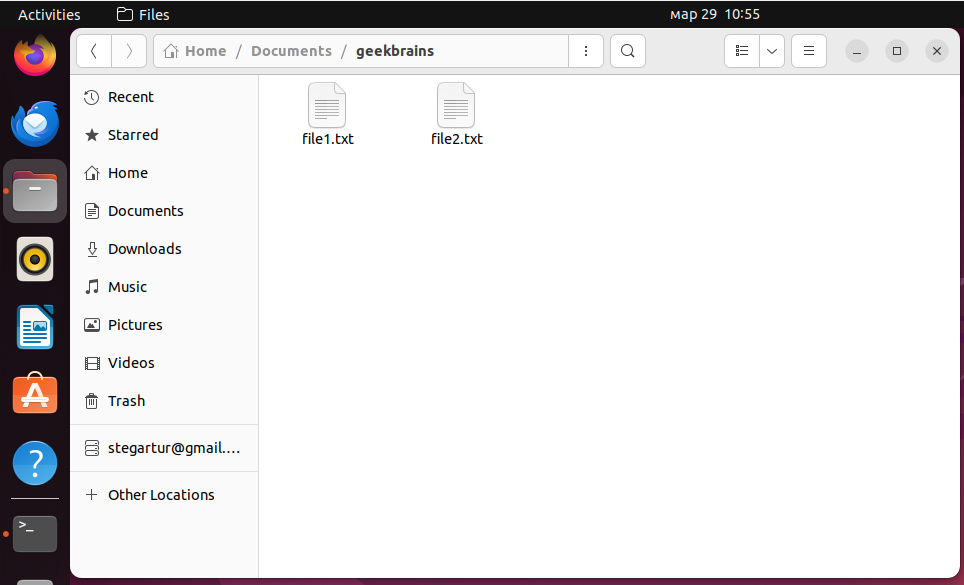 Activities Files мар 29 10:55
Home / Documents / geekbrains
Recent
Starred
Home
Documents
Downloads
Music
Pictures
Videos
Trash
stegartur@gmail.…
+ Other Locations
file1.txt file2.txt
?
>_